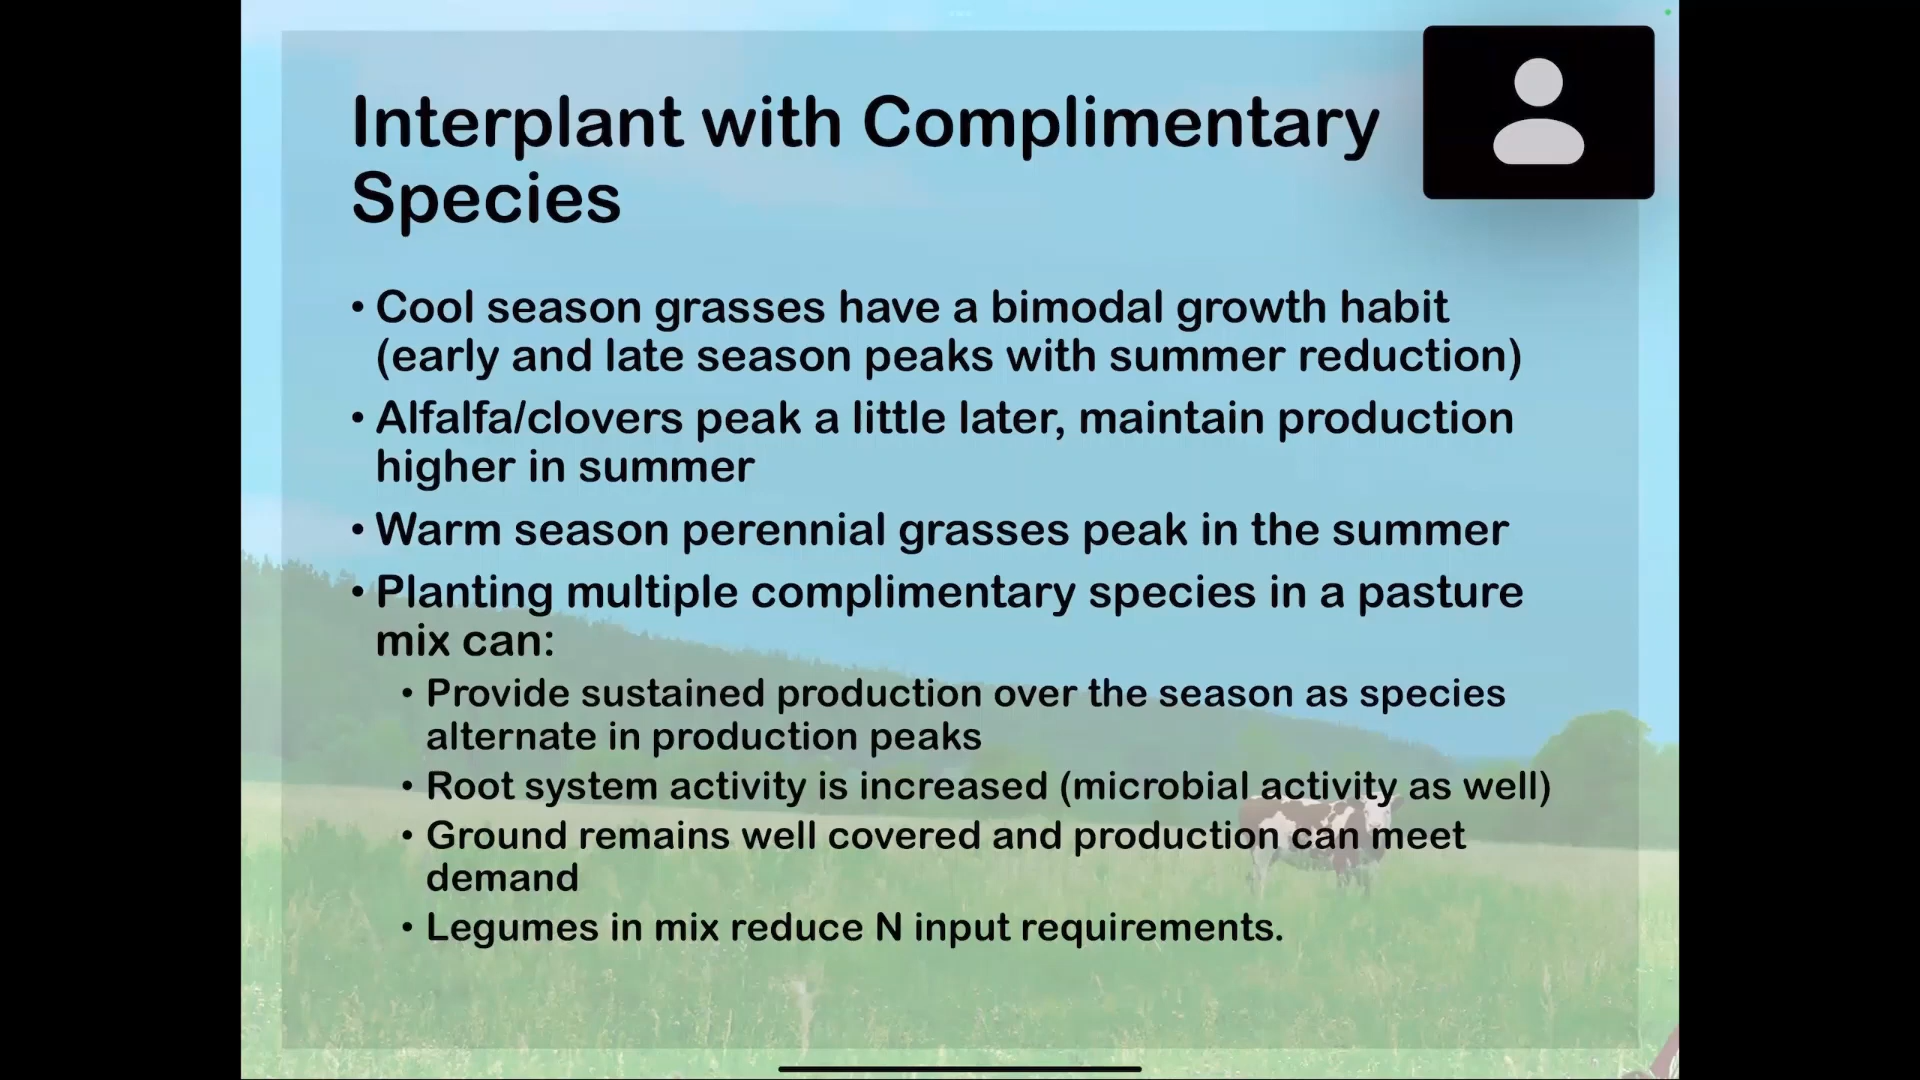 Interplant with Complimentary
Species
• Cool season grasses have a bimodal growth habit
(early and late season peaks with summer reduction)
• Alfalfa/clovers peak a little later, maintain production
higher in summer
• Warm season perennial grasses peak in the summer
• Planting multiple complimentary species in a pasture
mix can:
• Provide sustained production over the season as species
alternate in production peaks
• Root system activity is increased (microbial activity as well)
• Ground remains well covered and production can meet
demand
• Legumes in mix reduce N input requirements.